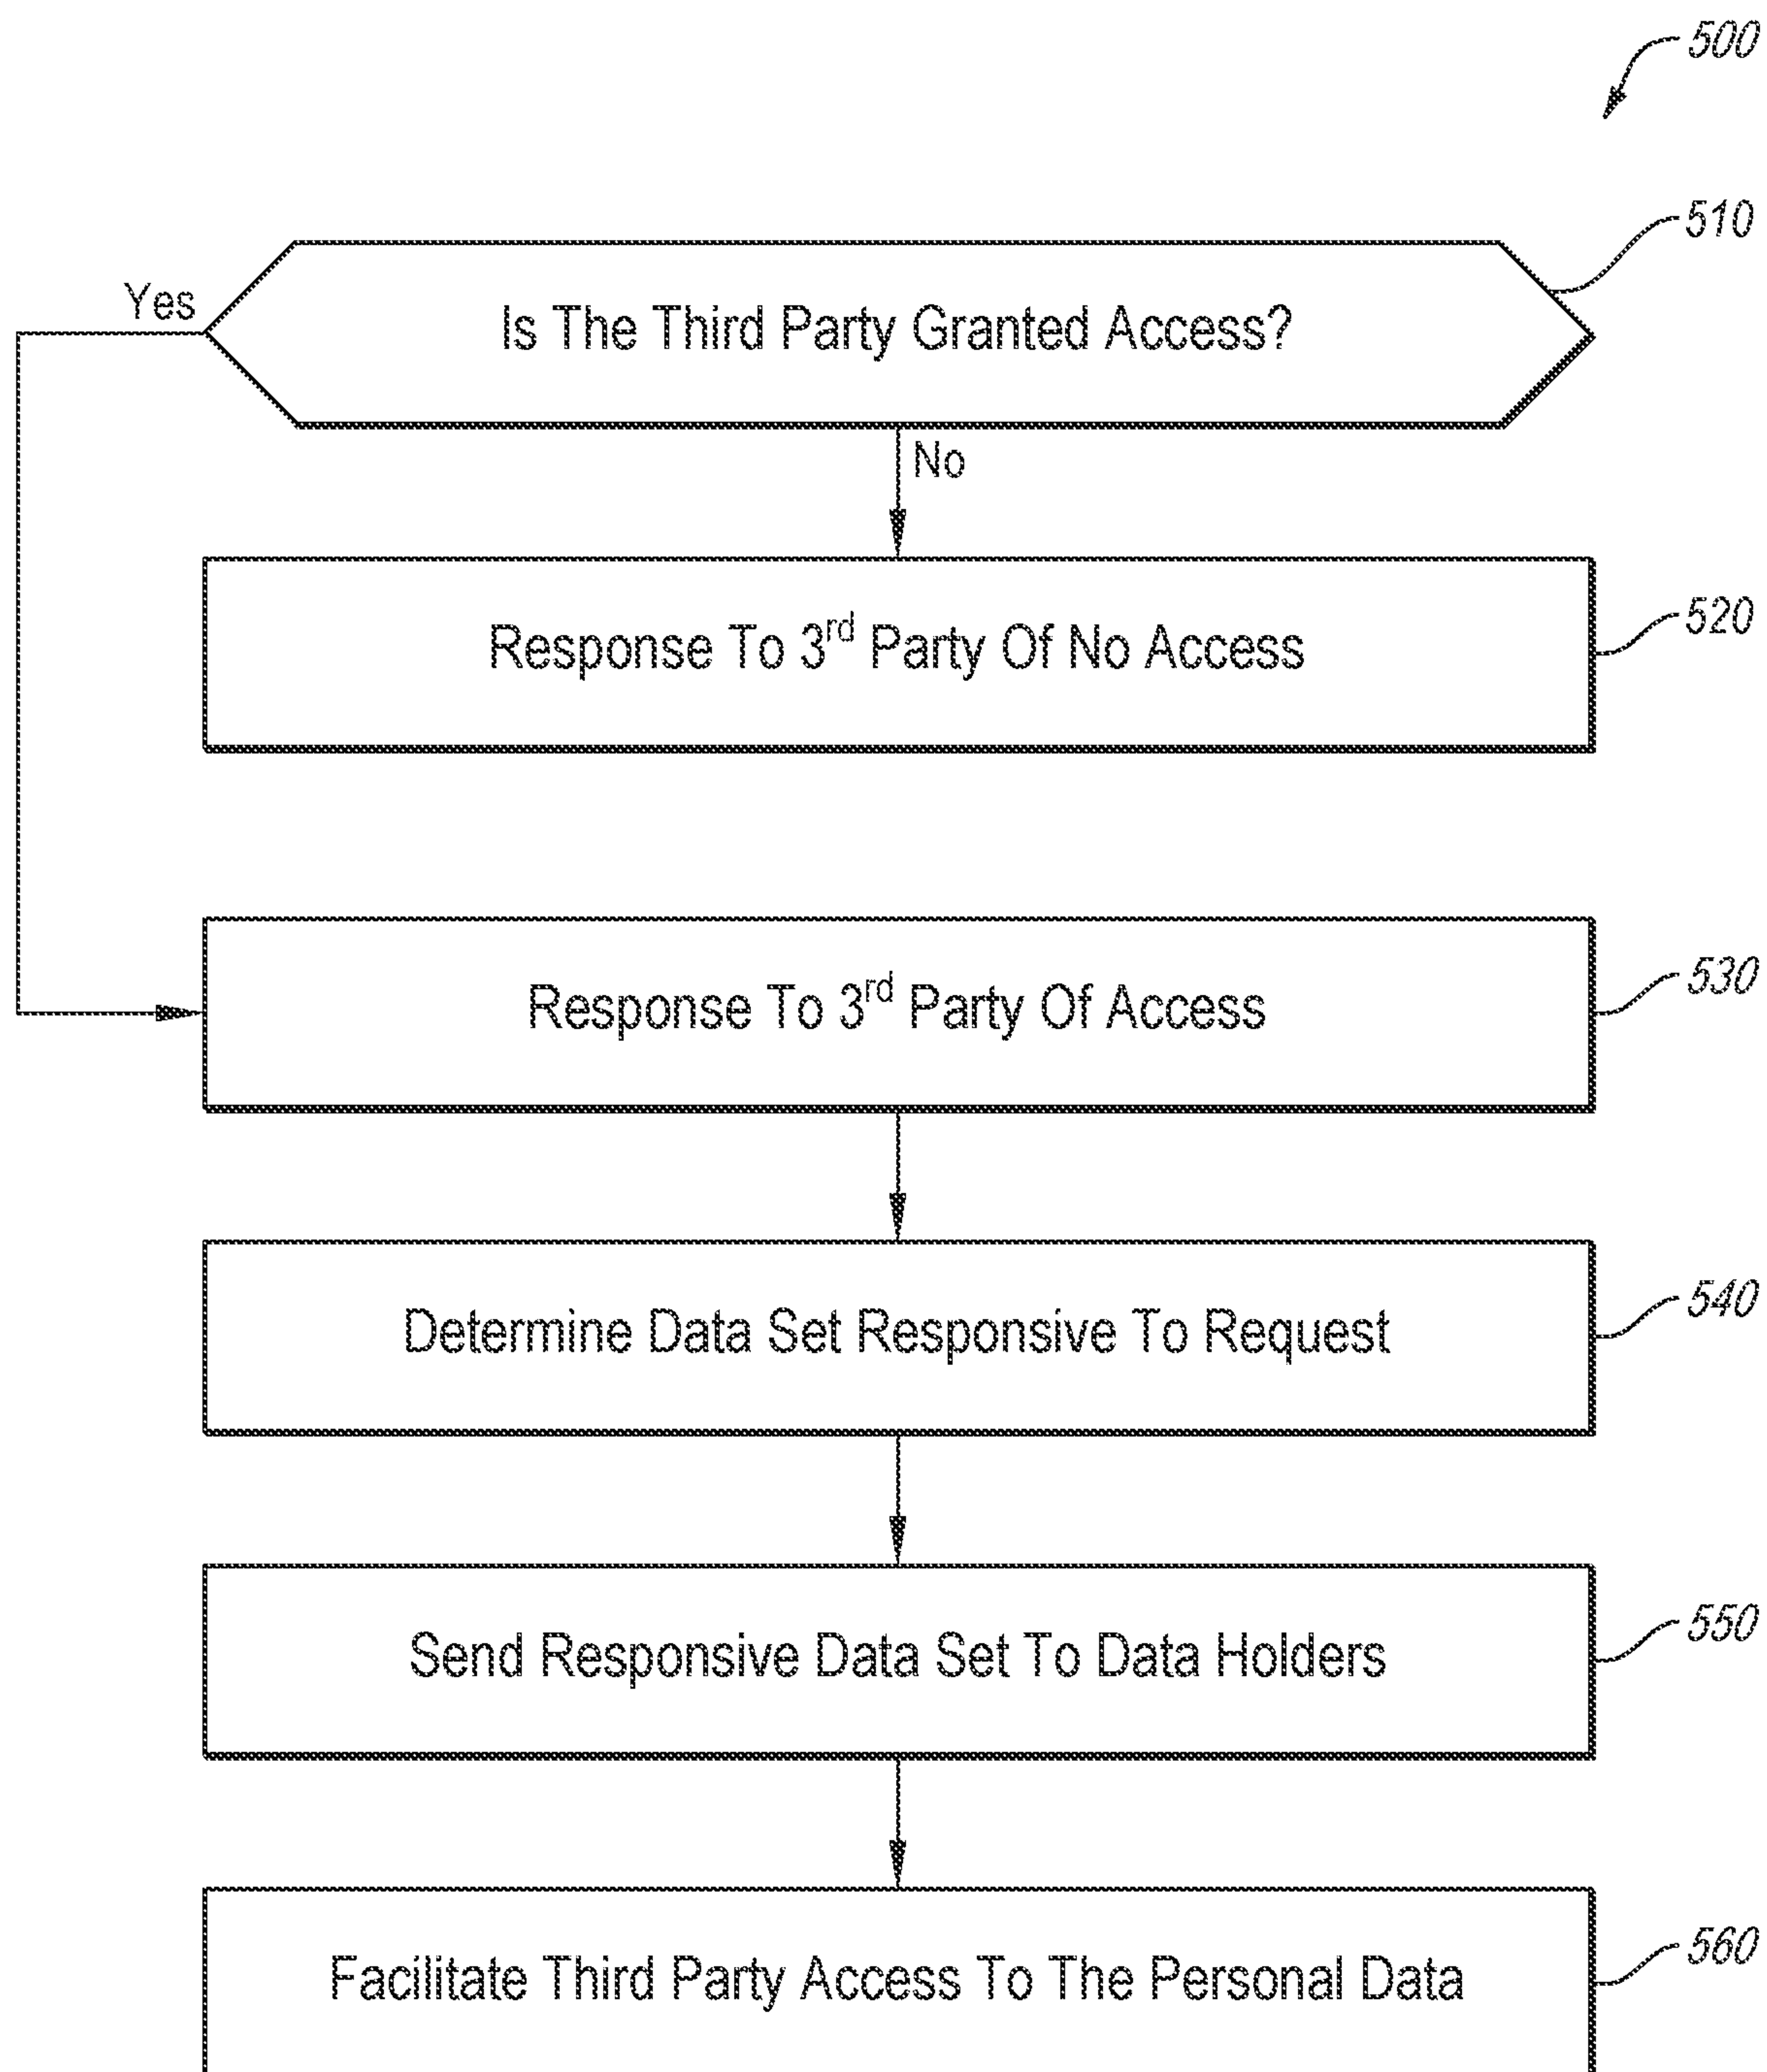 500
510
Yes
Is The Third Party Granted Access?
No
Response To 3rd Party Of No Access
520
Response To 3rd Party Of Access
530
Determine Data Set Responsive To Request
540
Send Responsive Data Set To Data Holders
550
Facilitate Third Party Access To The Personal Data
560